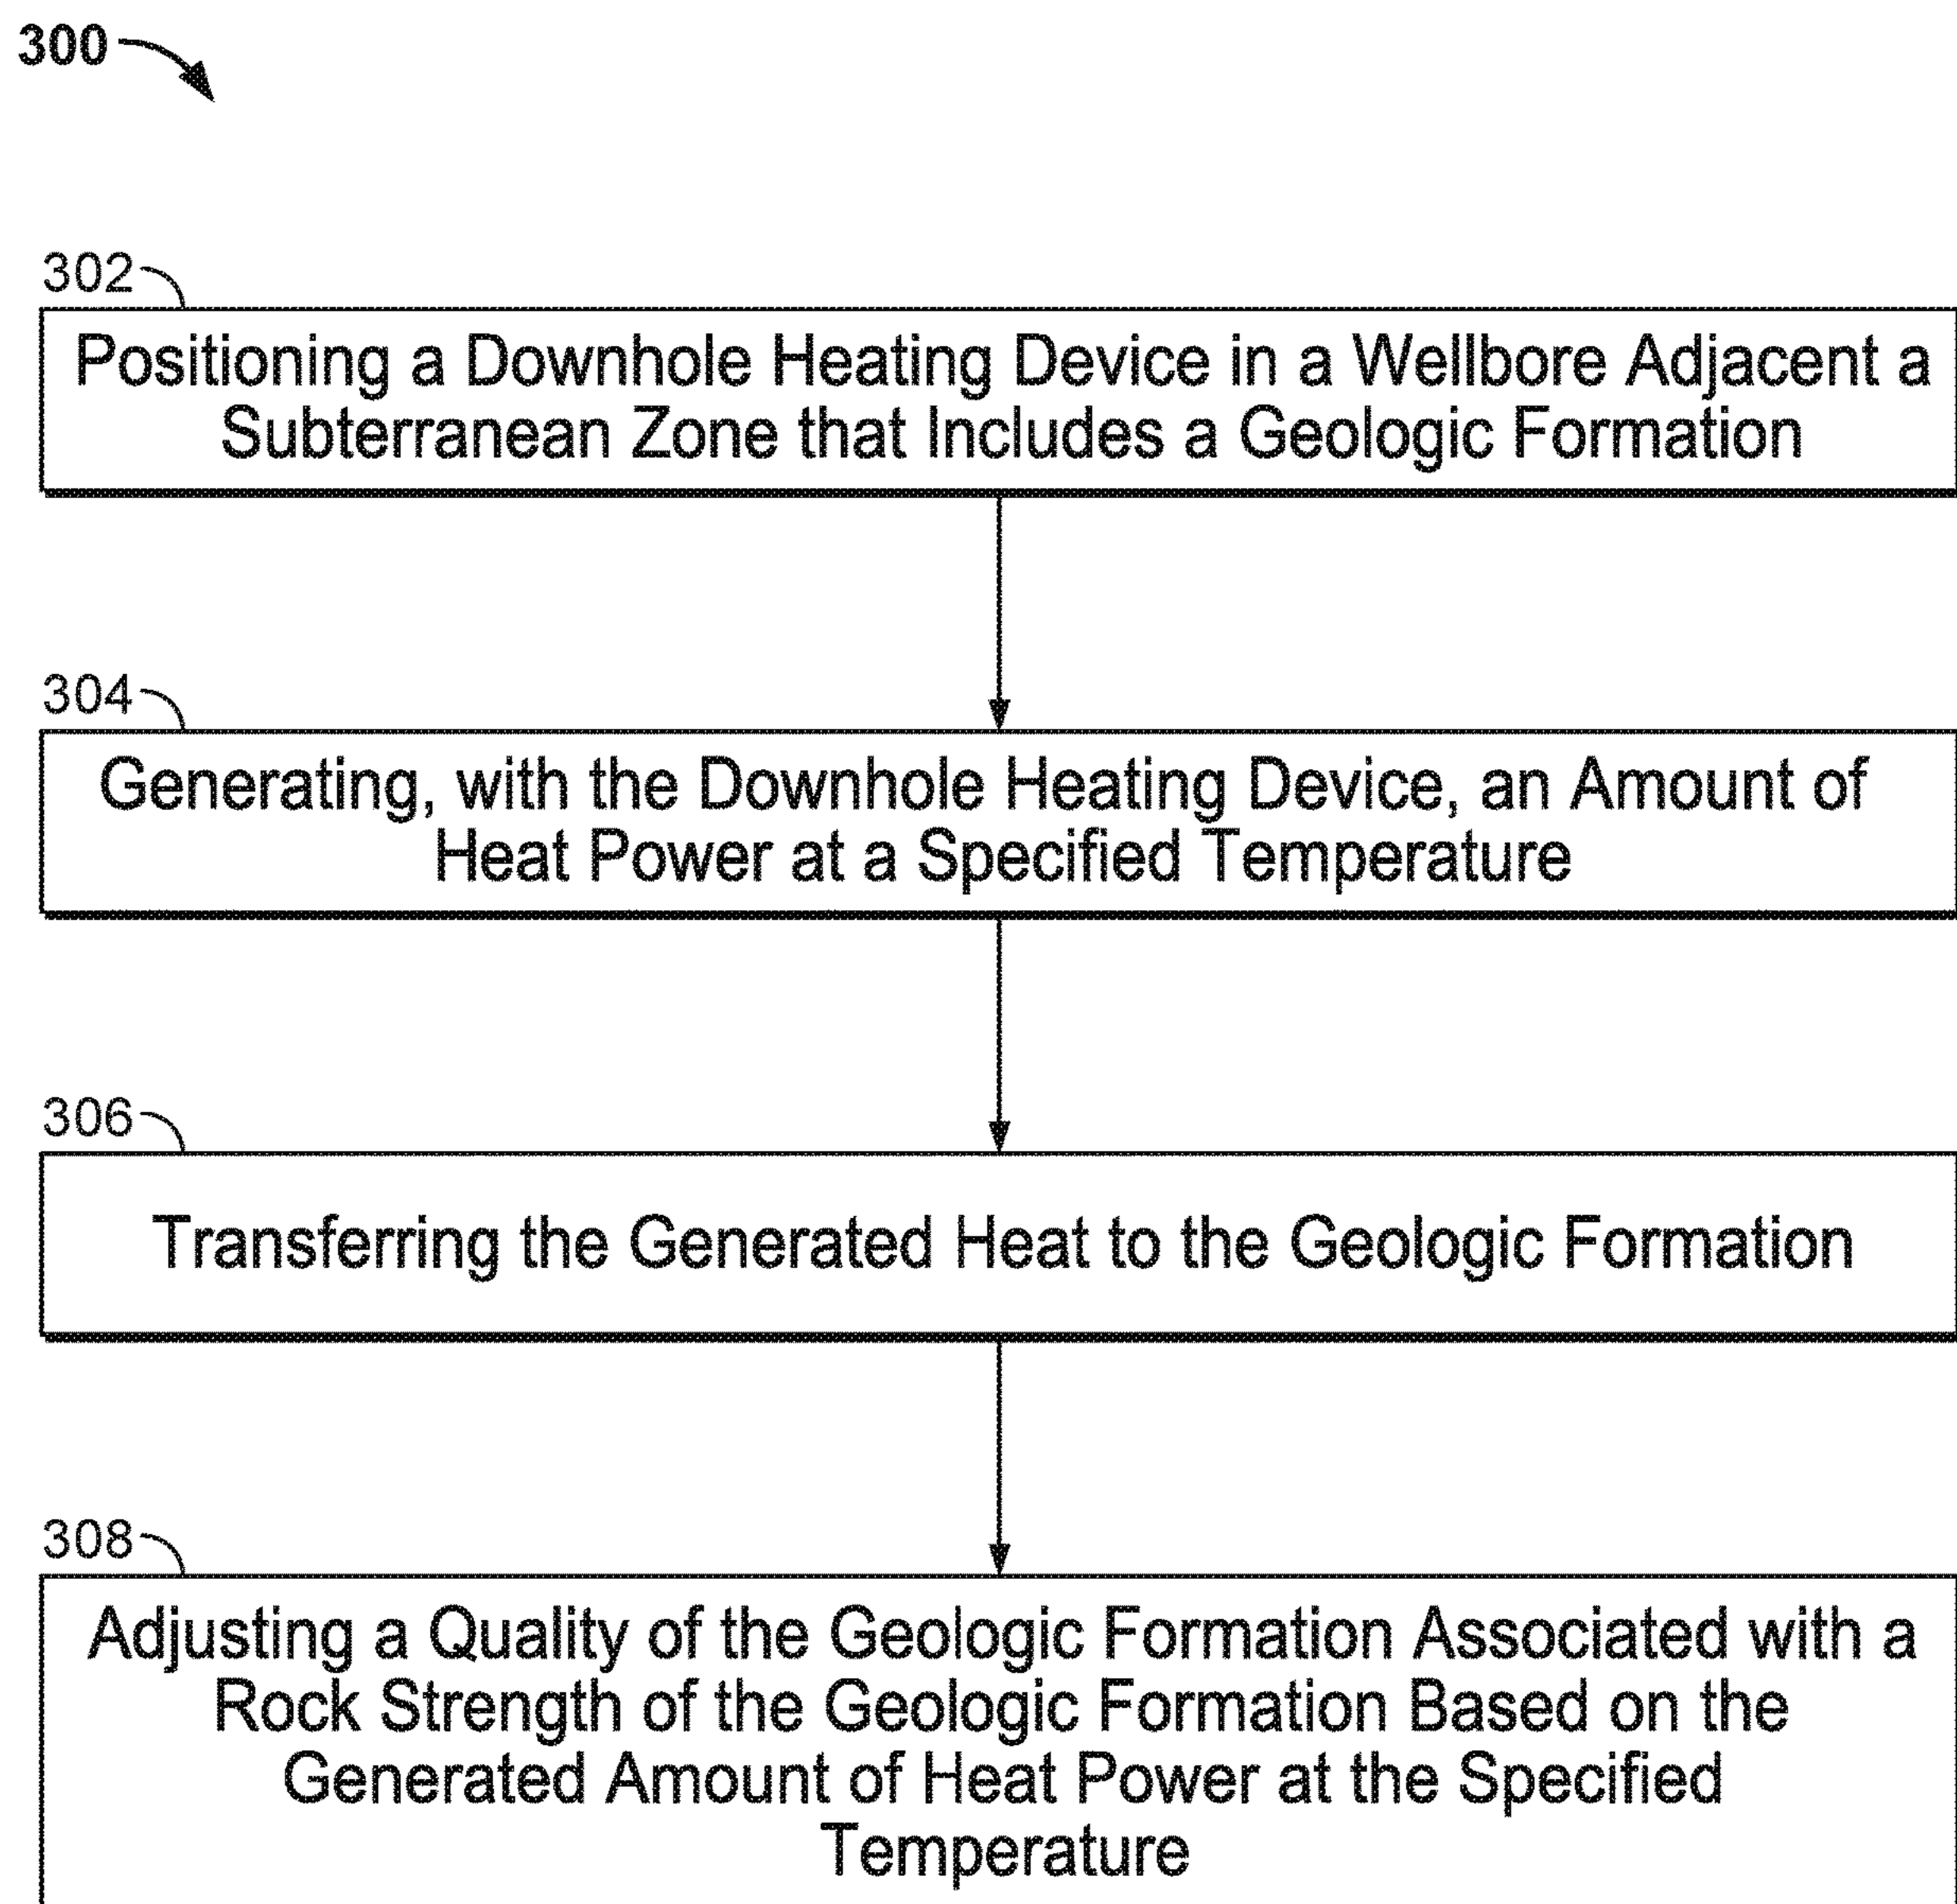 300
302
Positioning a Downhole Heating Device in a Wellbore Adjacent a
Subterranean Zone that Includes a Geologic Formation
304
Generating, with the Downhole Heating Device, an Amount of
Heat Power at a Specified Temperature
306
Transferring the Generated Heat to the Geologic Formation
308
Adjusting a Quality of the Geologic Formation Associated with a
Rock Strength of the Geologic Formation Based on the
Generated Amount of Heat Power at the Specified
Temperature